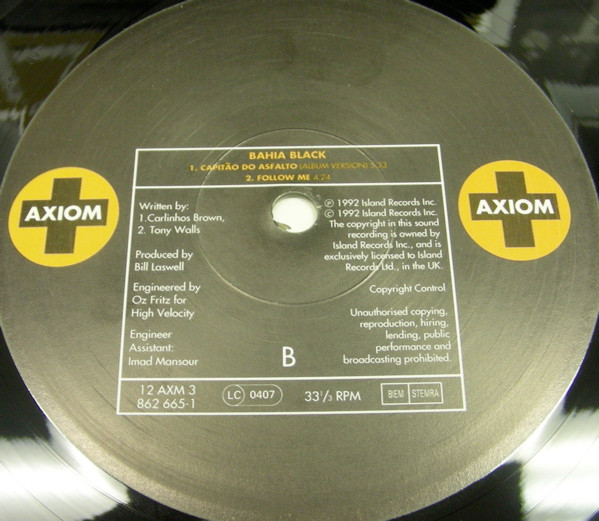 BAHIA BLACK
1. CAPITÃO DO ASFALTO (ALBUM VERSION) 5:33
2. FOLLOW ME 4:24
AXIOM
AXIOM
Written by:
1.Carlinhos Brown,
2. Tony Walls
Produced by
Bill Laswell
Engineered by
Oz Fritz for
High Velocity
Engineer
Assistant:
Imad Mansour
℗ 1992 Island Records Inc.
© 1992 Island Records Inc.
The copyright in this sound
recording is owned by
Island Records Inc., and is
exclusively licensed to Island
Records Ltd., in the UK.
Copyright Control
Unauthorised copying,
reproduction, hiring,
lending, public
performance and
broadcasting prohibited.
B
12 AXM 3
862 665-1
LC 0407
33 1/3 RPM
BIEM STEMRA